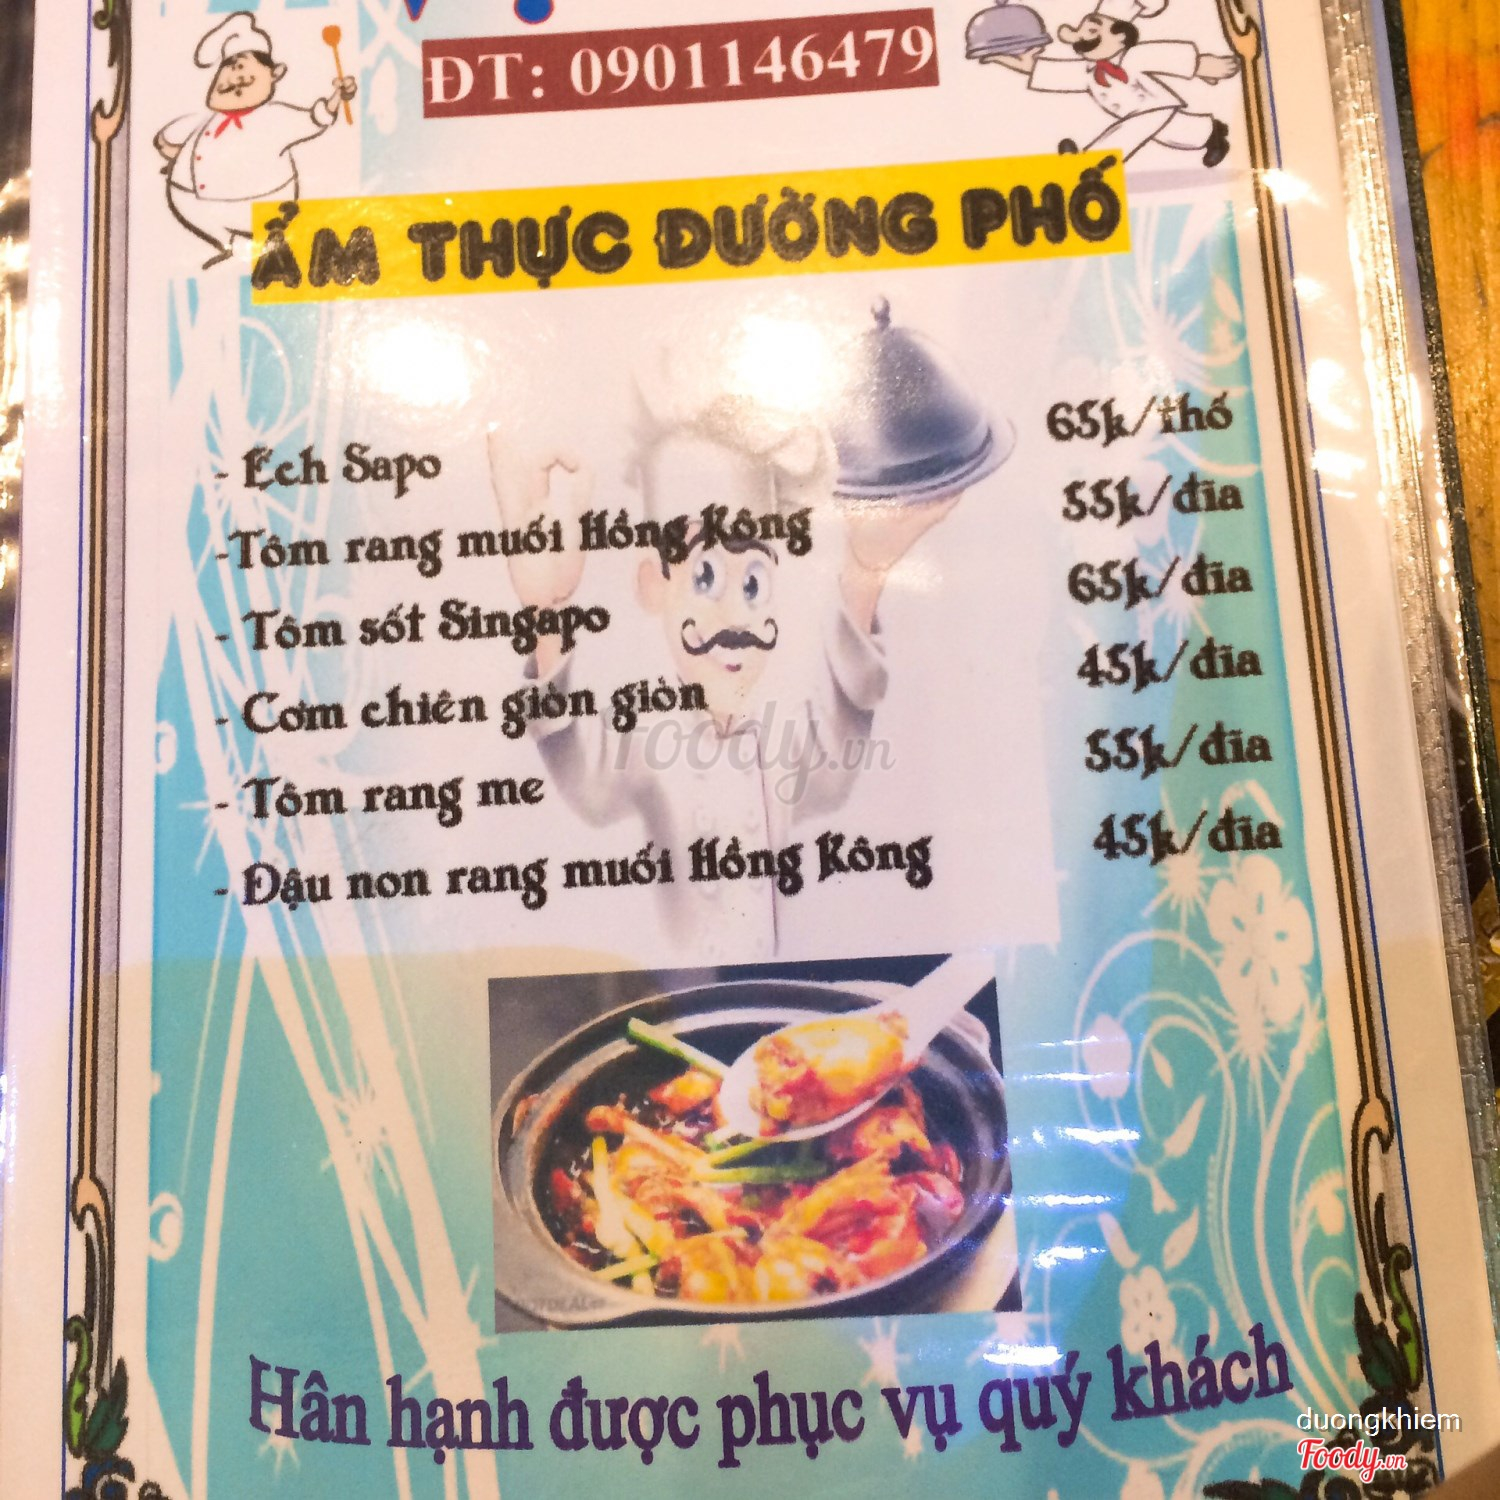 ĐT: 0901146479
ẨM THỰC ĐƯỜNG PHỐ
- Ếch Sapo 65k/thố
-Tôm rang muối Hồng Kông 55k/đĩa
- Tôm sốt Singapo 65k/đĩa
- Cơm chiên giòn giòn 45k/đĩa
- Tôm rang me 55k/đĩa
- Đậu non rang muối Hồng Kông 45k/đĩa
foody.vn
Hân hạnh được phục vụ quý khách
duongkhiem
Foody.vn